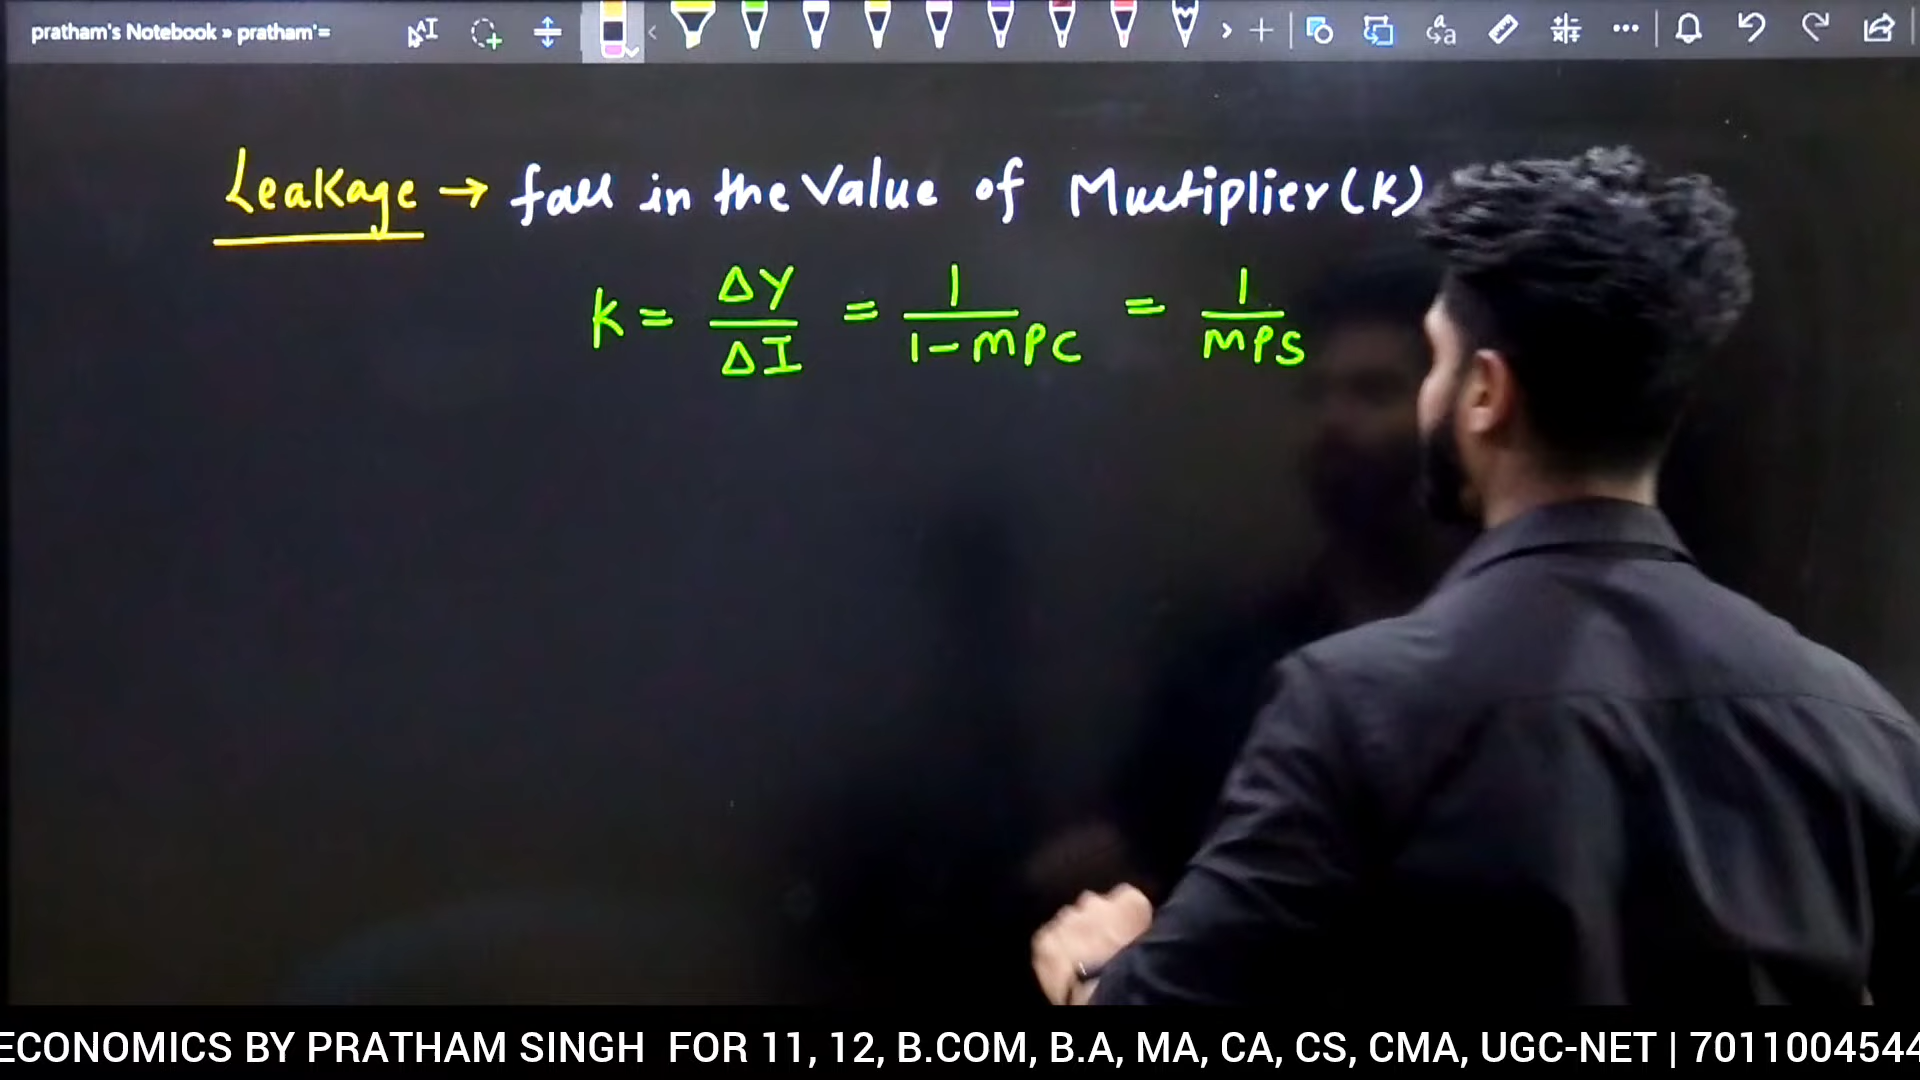 pratham's Notebook » pratham'=
Leakage → fall in the Value of Multiplier (K)
K = ΔY/ΔI = 1/1-MPC = 1/MPS
ECONOMICS BY PRATHAM SINGH FOR 11, 12, B.COM, B.A, MA, CA, CS, CMA, UGC-NET | 7011004544